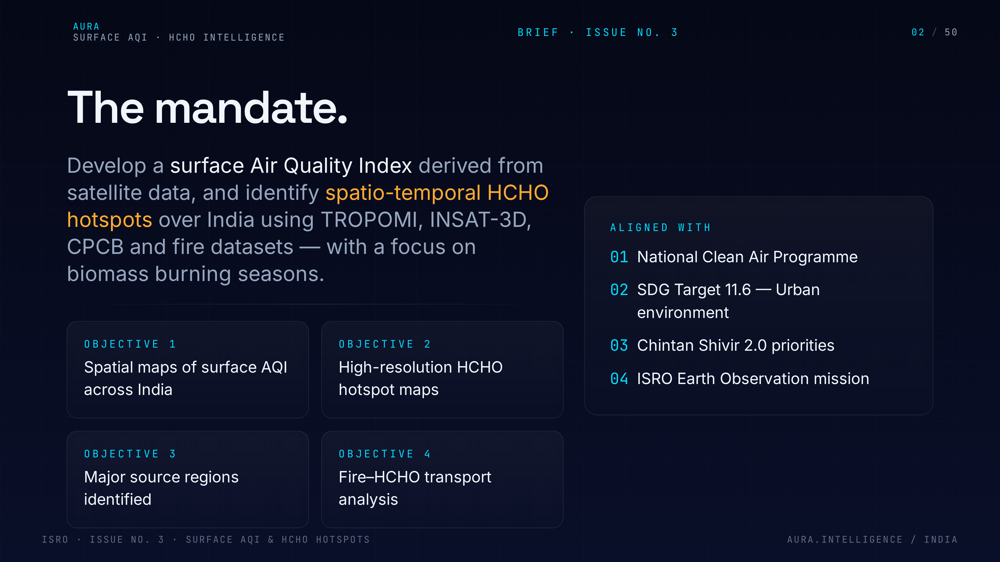 AURA
SURFACE AQI · HCHO INTELLIGENCE
BRIEF · ISSUE NO. 3
02 / 50
The mandate.
Develop a surface Air Quality Index derived from
satellite data, and identify spatio-temporal HCHO
hotspots over India using TROPOMI, INSAT-3D,
CPCB and fire datasets — with a focus on
biomass burning seasons.
OBJECTIVE 1
Spatial maps of surface AQI
across India
OBJECTIVE 2
High-resolution HCHO
hotspot maps
OBJECTIVE 3
Major source regions
identified
OBJECTIVE 4
Fire–HCHO transport
analysis
ALIGNED WITH
01 National Clean Air Programme
02 SDG Target 11.6 — Urban
environment
03 Chintan Shivir 2.0 priorities
04 ISRO Earth Observation mission
ISRO · ISSUE NO. 3 · SURFACE AQI & HCHO HOTSPOTS
AURA.INTELLIGENCE / INDIA